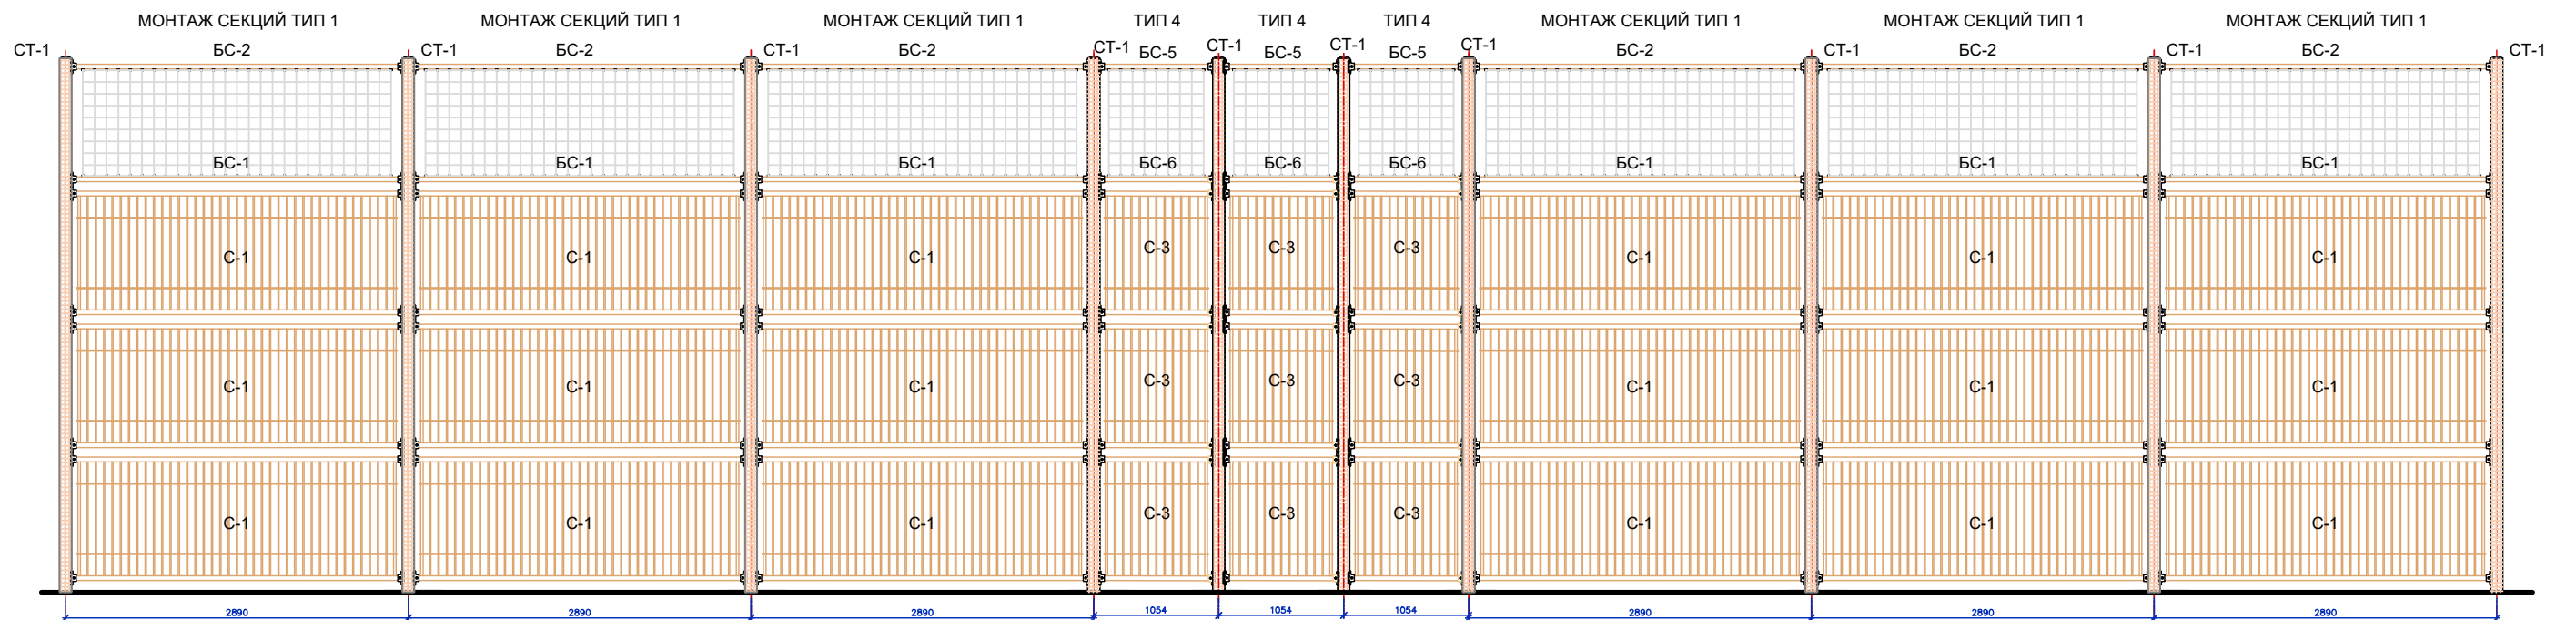 МОНТАЖ СЕКЦИЙ ТИП 1 МОНТАЖ СЕКЦИЙ ТИП 1 МОНТАЖ СЕКЦИЙ ТИП 1 ТИП 4 ТИП 4 ТИП 4 МОНТАЖ СЕКЦИЙ ТИП 1 МОНТАЖ СЕКЦИЙ ТИП 1 МОНТАЖ СЕКЦИЙ ТИП 1
СТ-1 БС-2 СТ-1 БС-2 СТ-1 БС-2 СТ-1 БС-5 СТ-1 БС-5 СТ-1 БС-5 СТ-1 БС-2 СТ-1 БС-2 СТ-1 БС-2 СТ-1
БС-1 БС-1 БС-1 БС-6 БС-6 БС-6 БС-1 БС-1 БС-1
С-1 С-1 С-1 С-3 С-3 С-3 С-1 С-1 С-1
С-1 С-1 С-1 С-3 С-3 С-3 С-1 С-1 С-1
С-1 С-1 С-1 С-3 С-3 С-3 С-1 С-1 С-1
2890 2890 2890 1054 1054 1054 2890 2890 2890